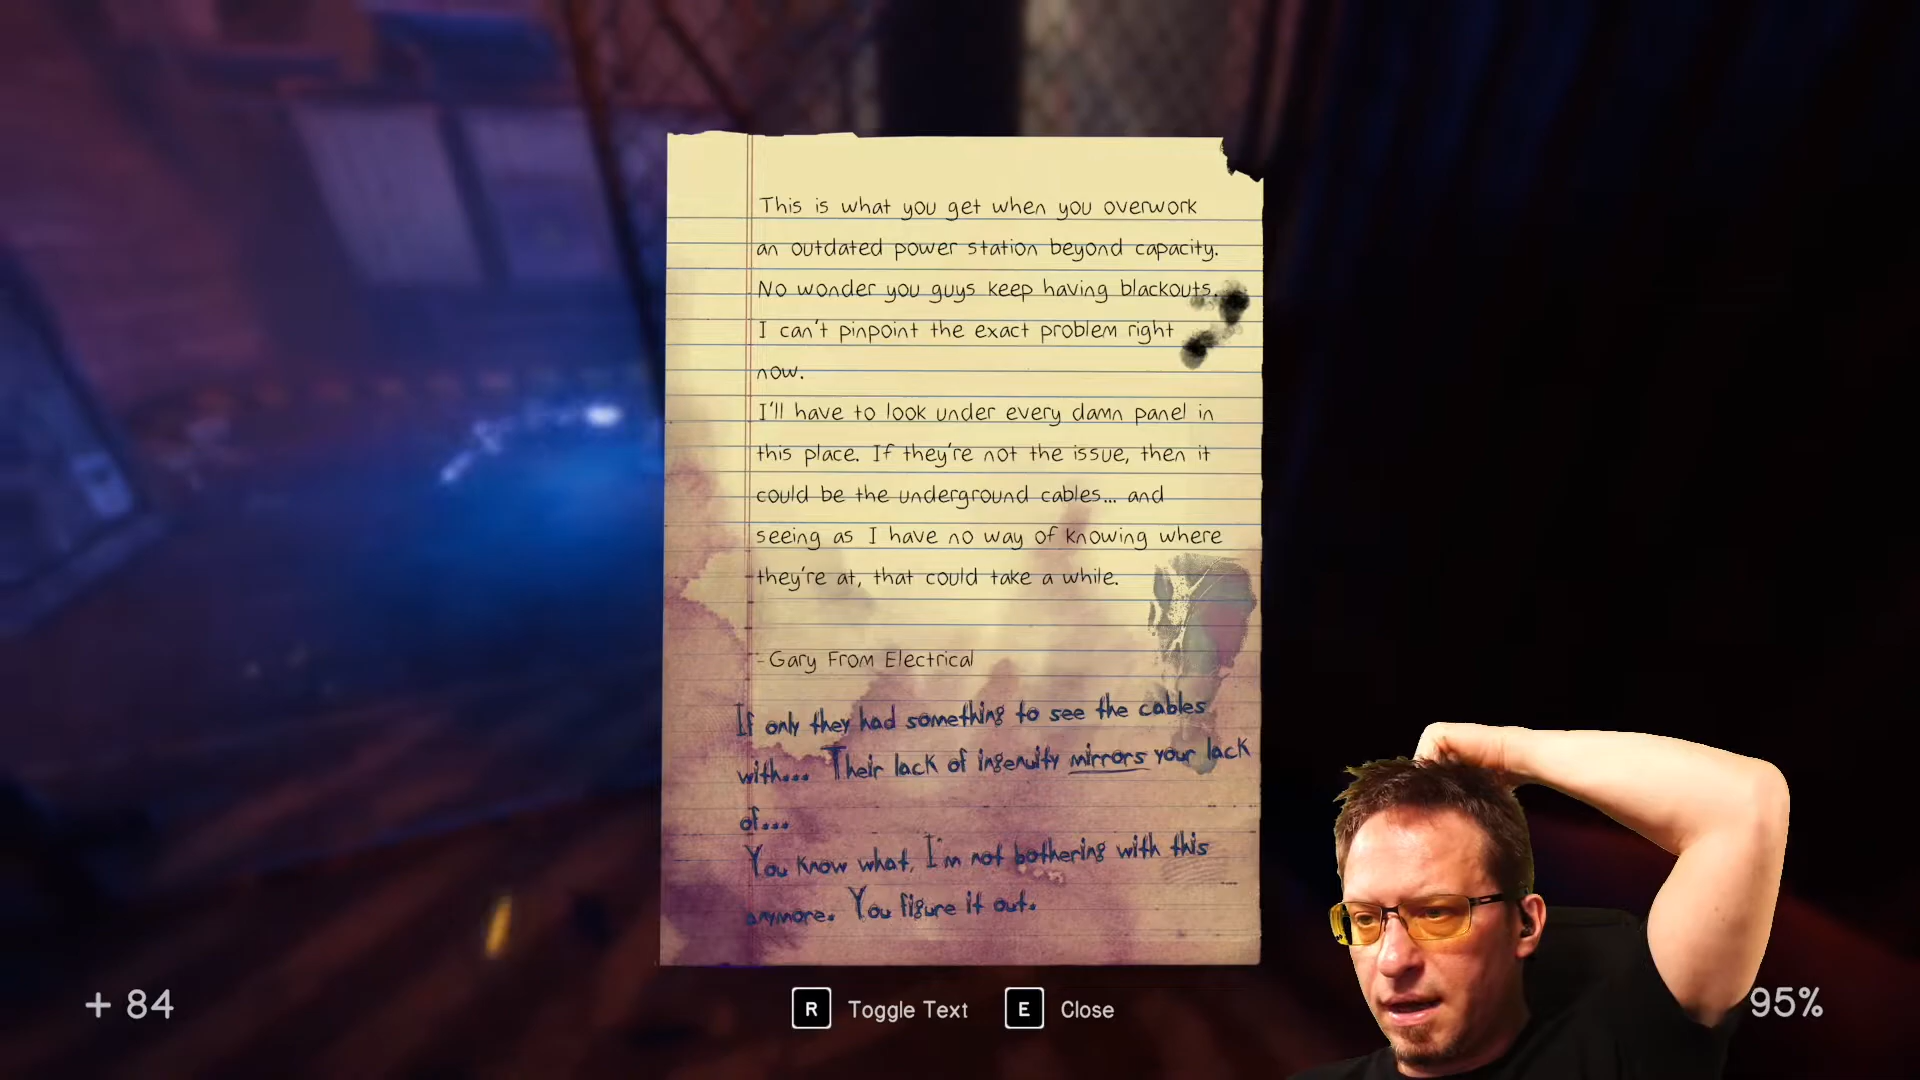 This is what you get when you overwork
an outdated power station beyond capacity.
No wonder you guys keep having blackouts.
I can't pinpoint the exact problem right
now.
I'll have to look under every damn panel in
this place. If they're not the issue, then it
could be the underground cables... and
seeing as I have no way of knowing where
they're at, that could take a while.
-Gary From Electrical
If only they had something to see the cables
with... Their lack of ingenuity mirrors your lack
of...
You know what, I'm not bothering with this
anymore. You figure it out.
+ 84
R Toggle Text E Close
95%